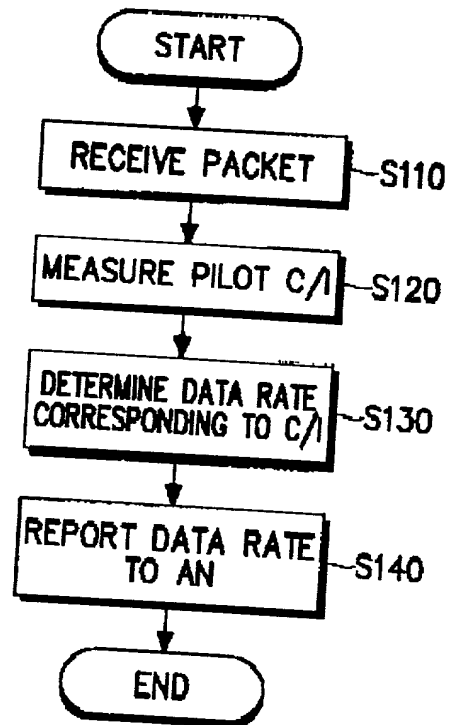 START
RECEIVE PACKET
S110
MEASURE PILOT C/I
S120
DETERMINE DATA RATE
CORRESPONDING TO C/I
S130
REPORT DATA RATE
TO AN
S140
END